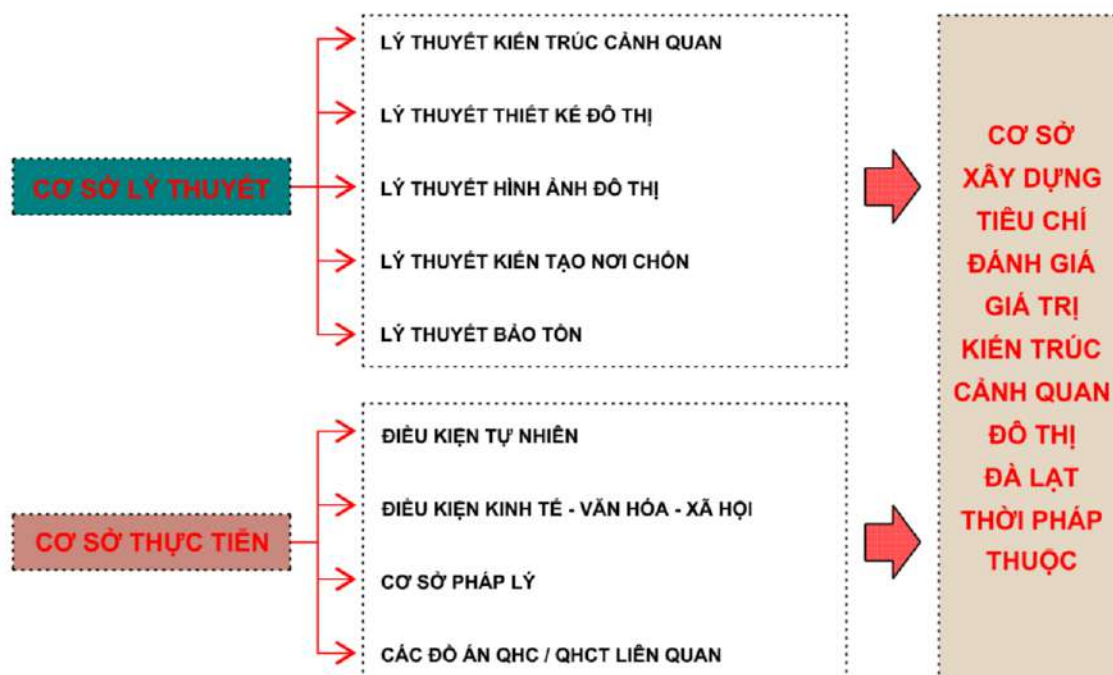 CƠ SỞ LÝ THUYẾT
LÝ THUYẾT KIẾN TRÚC CẢNH QUAN
LÝ THUYẾT THIẾT KẾ ĐÔ THỊ
LÝ THUYẾT HÌNH ẢNH ĐÔ THỊ
LÝ THUYẾT KIẾN TẠO NƠI CHỐN
LÝ THUYẾT BẢO TỒN
CƠ SỞ THỰC TIỄN
ĐIỀU KIỆN TỰ NHIÊN
ĐIỀU KIỆN KINH TẾ - VĂN HÓA - XÃ HỘI
CƠ SỞ PHÁP LÝ
CÁC ĐỒ ÁN QHC / QHCT LIÊN QUAN
CƠ SỞ
XÂY DỰNG
TIÊU CHÍ
ĐÁNH GIÁ
GIÁ TRỊ
KIẾN TRÚC
CẢNH QUAN
ĐÔ THỊ
ĐÀ LẠT
THỜI PHÁP
THUỘC